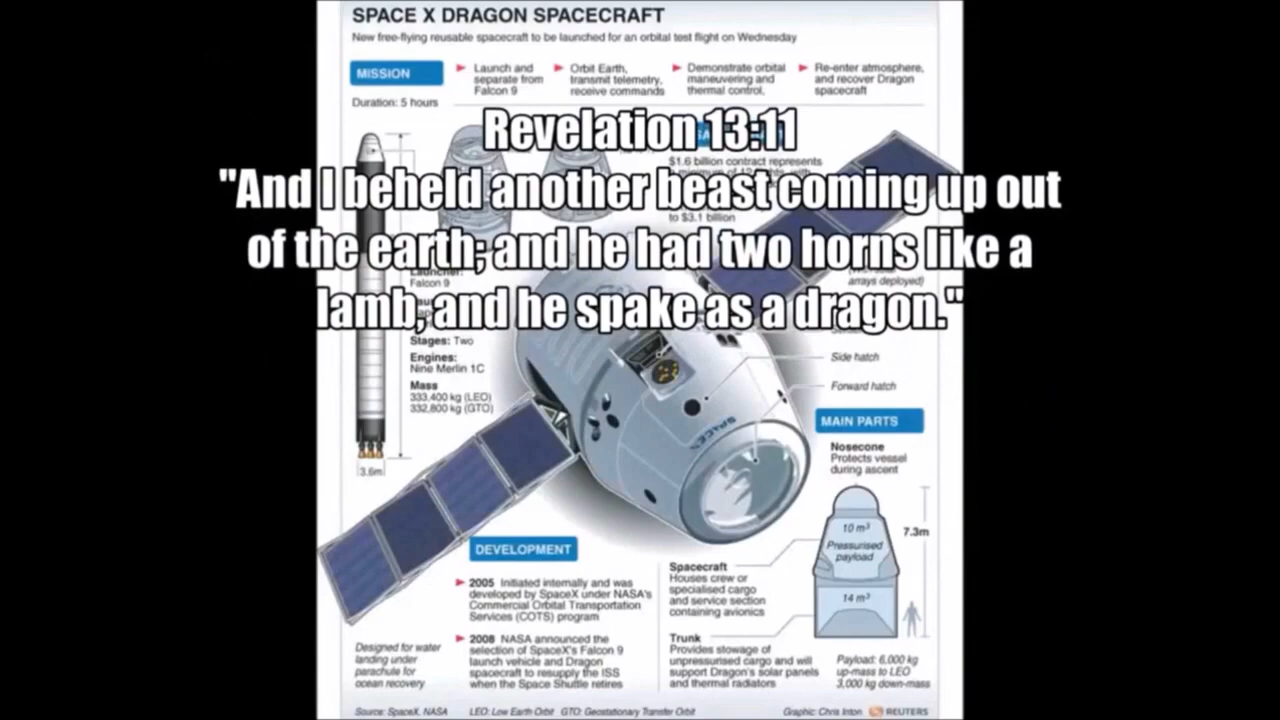 SPACE X DRAGON SPACECRAFT
New free-flying reusable spacecraft to be launched for an orbital test flight on Wednesday
MISSION
Duration: 5 hours
Launch and
separate from
Falcon 9
Orbit Earth,
transmit telemetry,
receive commands
Demonstrate orbital
maneuvering and
thermal control,
Re-enter atmosphere,
and recover Dragon
spacecraft
Revelation 13:11
"And I beheld another beast coming up out
of the earth; and he had two horns like a
lamb, and he spake as a dragon."
$1.6 billion contract represents
to $3.1 billion
arrays deployed)
Launcher:
Falcon 9
Stages: Two
Engines:
Nine Merlin 1C
Mass
333,400 kg (LEO)
332,800 kg (GTO)
3.6m
Side hatch
Forward hatch
SPACEX
MAIN PARTS
Nosecone
Protects vessel
during ascent
10 m³
Pressurised
payload
14 m³
7.3m
DEVELOPMENT
2005 Initiated internally and was
developed by SpaceX under NASA's
Commercial Orbital Transportation
Services (COTS) program
2008 NASA announced the
selection of SpaceX's Falcon 9
launch vehicle and Dragon
spacecraft to resupply the ISS
when the Space Shuttle retires
Designed for water
landing under
parachute for
ocean recovery
Spacecraft
Houses crew or
specialised cargo
and service section
containing avionics
Trunk
Provides stowage of
unpressurised cargo and will
support Dragon's solar panels
and thermal radiators
Payload: 6,000 kg
up-mass to LEO
3,000 kg down-mass
Source: SpaceX, NASA
LEO: Low Earth Orbit GTO: Geostationary Transfer Orbit
Graphic: Chris Inton
REUTERS